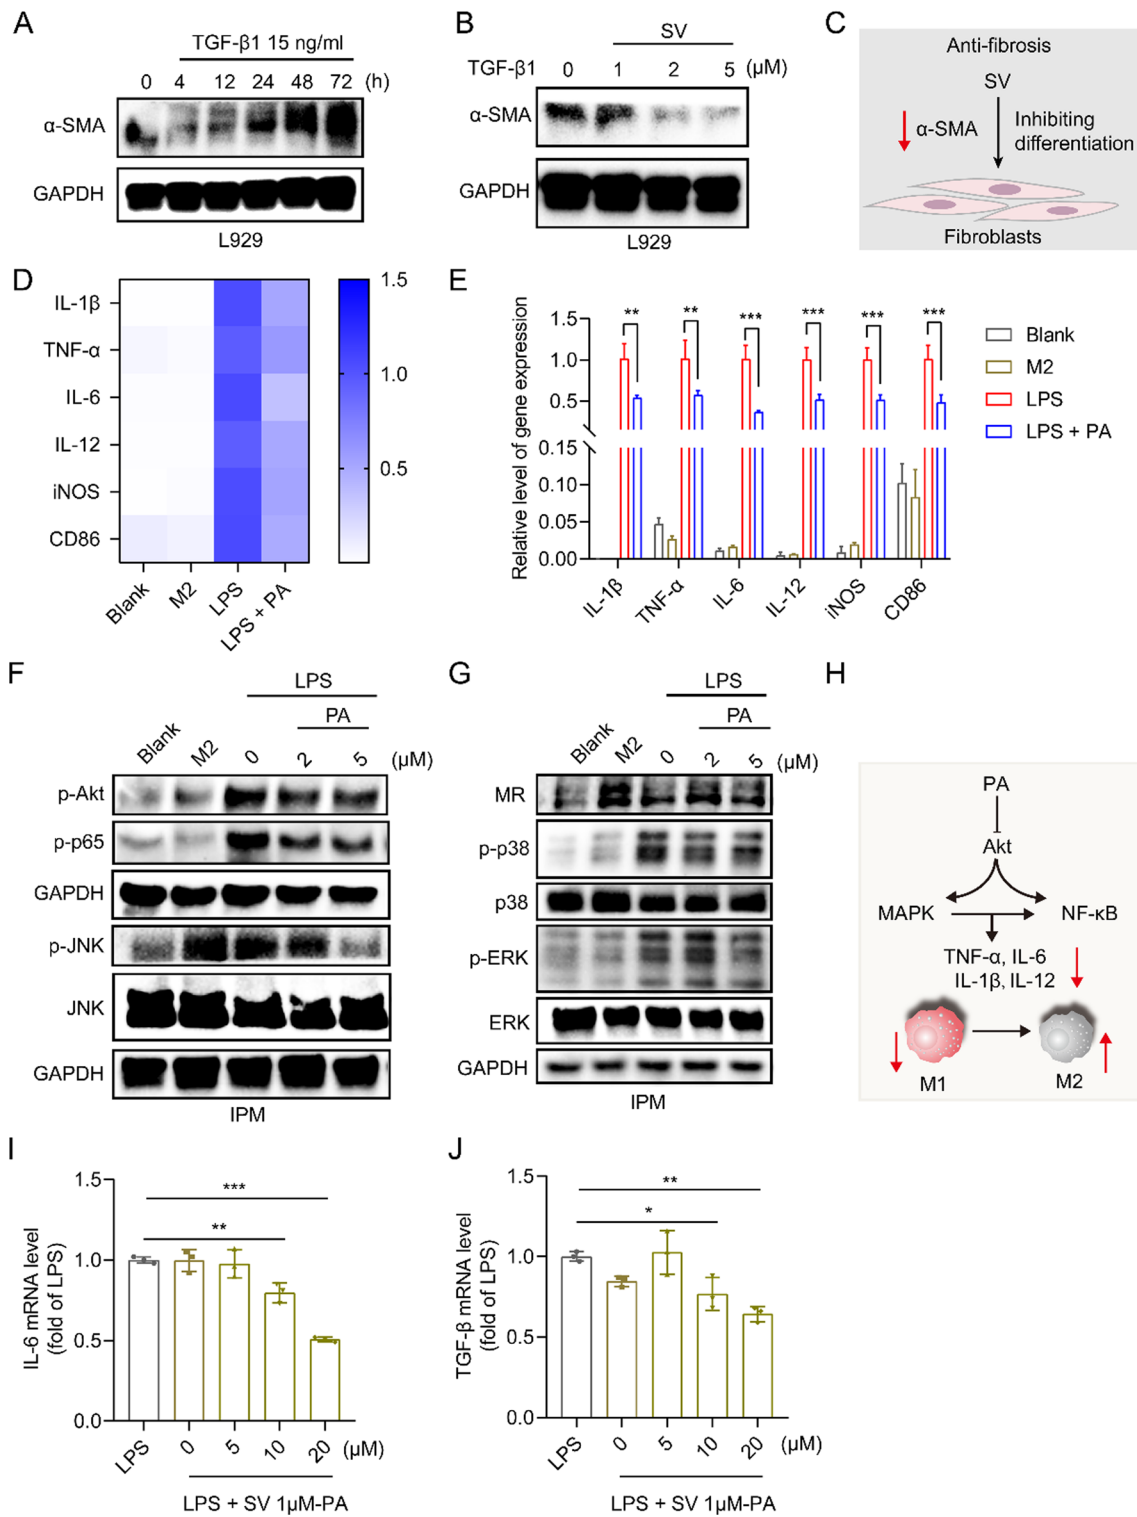 A
TGF-β1 15 ng/ml
0 4 12 24 48 72 (h)
α-SMA
GAPDH
L929
B
SV
TGF-β1 0 1 2 5 (μM)
α-SMA
GAPDH
L929
C
Anti-fibrosis
SV
α-SMA
Inhibiting
differentiation
Fibroblasts
D
IL-1β
TNF-α
IL-6
IL-12
iNOS
CD86
Blank M2 LPS LPS + PA
1.5
1.0
0.5
E
Relative level of gene expression
1.5
1.0
0.5
0.15
0.10
0.05
0.00
** ** *** *** *** ***
IL-1β TNF-α IL-6 IL-12 iNOS CD86
Blank
M2
LPS
LPS + PA
F
LPS
PA
Blank M2 0 2 5 (μM)
p-Akt
p-p65
GAPDH
p-JNK
JNK
GAPDH
IPM
G
LPS
PA
Blank M2 0 2 5 (μM)
MR
p-p38
p38
p-ERK
ERK
GAPDH
IPM
H
PA
Akt
MAPK NF-κB
TNF-α, IL-6
IL-1β, IL-12
M1 M2
I
IL-6 mRNA level
(fold of LPS)
1.5
1.0
0.5
0.0
***
**
LPS 0 5 10 20 (μM)
LPS + SV 1μM-PA
J
TGF-β mRNA level
(fold of LPS)
1.5
1.0
0.5
0.0
**
*
LPS 0 5 10 20 (μM)
LPS + SV 1μM-PA